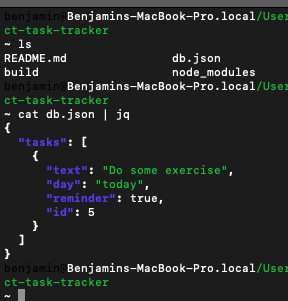 benjamin@Benjamins-MacBook-Pro.local/User
ct-task-tracker
~ ls
README.md db.json
build node_modules
benjamin@Benjamins-MacBook-Pro.local/User
ct-task-tracker
~ cat db.json | jq
{
"tasks": [
{
"text": "Do some exercise",
"day": "today",
"reminder": true,
"id": 5
}
]
}
benjamin@Benjamins-MacBook-Pro.local/User
ct-task-tracker
~